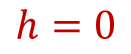 h = 0